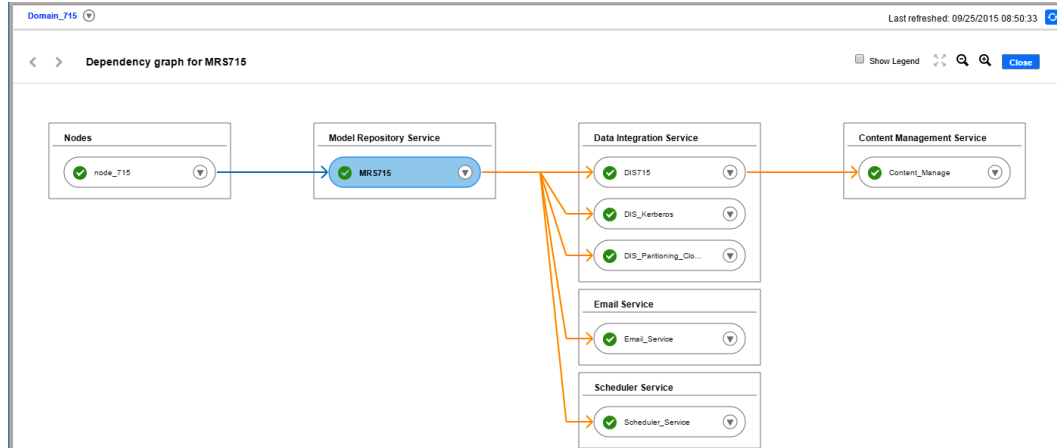 Domain_715
Last refreshed: 09/25/2015 08:50:33
Dependency graph for MRS715
Show Legend
Close
Nodes
node_715
Model Repository Service
MRS715
Data Integration Service
DIS715
DIS_Kerberos
DIS_Paritioning_Clo...
Email Service
Email_Service
Scheduler Service
Scheduler_Service
Content Management Service
Content_Manage